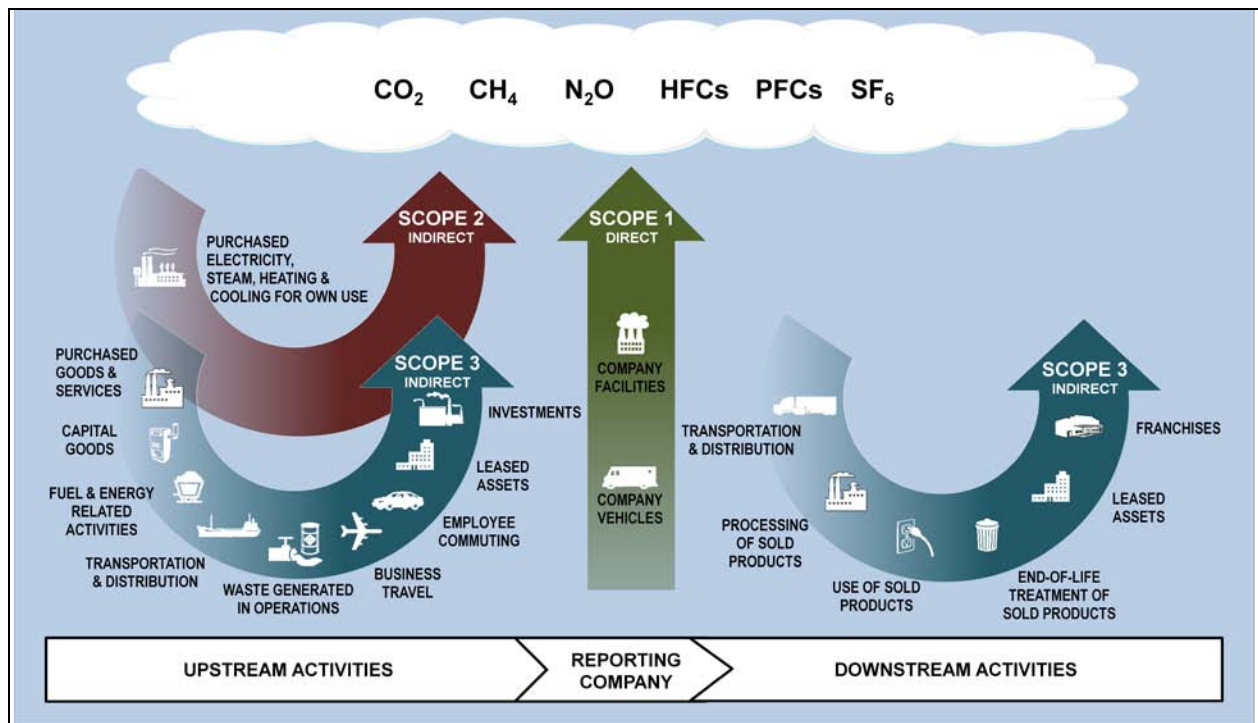 CO2 CH4 N2O HFCs PFCs SF6
SCOPE 2
INDIRECT
SCOPE 1
DIRECT
PURCHASED
ELECTRICITY,
STEAM, HEATING &
COOLING FOR OWN USE
PURCHASED
GOODS &
SERVICES
CAPITAL
GOODS
FUEL & ENERGY
RELATED
ACTIVITIES
TRANSPORTATION
& DISTRIBUTION
WASTE GENERATED
IN OPERATIONS
BUSINESS
TRAVEL
EMPLOYEE
COMMUTING
LEASED
ASSETS
INVESTMENTS
SCOPE 3
INDIRECT
COMPANY
FACILITIES
COMPANY
VEHICLES
TRANSPORTATION
& DISTRIBUTION
PROCESSING
OF SOLD
PRODUCTS
USE OF SOLD
PRODUCTS
END-OF-LIFE
TREATMENT OF
SOLD PRODUCTS
LEASED
ASSETS
FRANCHISES
SCOPE 3
INDIRECT
UPSTREAM ACTIVITIES
REPORTING
COMPANY
DOWNSTREAM ACTIVITIES